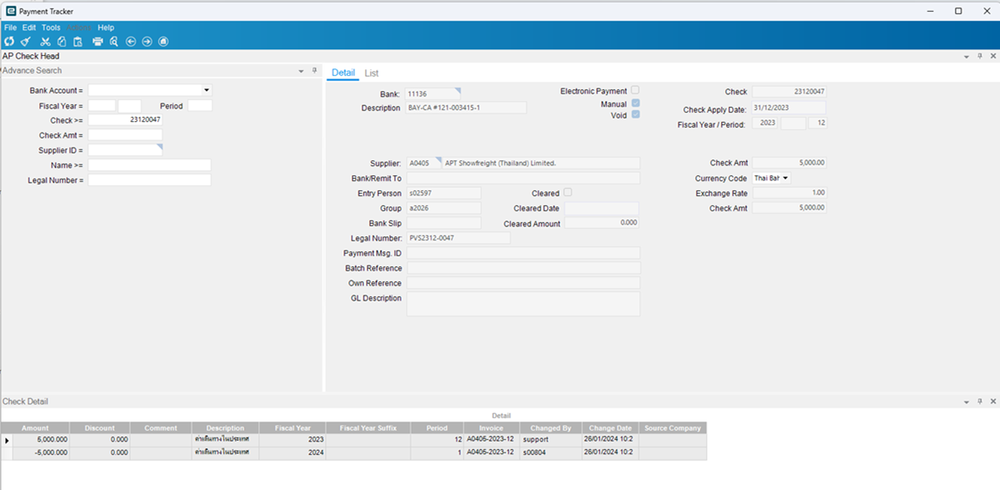 Payment Tracker
File Edit Tools Actions Help
AP Check Head
Advance Search
Bank Account =
Fiscal Year =
Period
Check >=
23120047
Check Amt =
Supplier ID =
Name >=
Legal Number =
Detail List
Bank:
11136
Electronic Payment
Check
23120047
Description
BAY-CA #121-003415-1
Manual
Check Apply Date:
31/12/2023
Void
Fiscal Year / Period:
2023
12
Supplier:
A0405
APT Showfreight (Thailand) Limited.
Check Amt
5,000.00
Bank/Remit To
Currency Code
Thai Bah
Entry Person
s02597
Cleared
Exchange Rate
1.00
Group
a2026
Cleared Date
Check Amt
5,000.00
Bank Slip
Cleared Amount
0.000
Legal Number:
PVS2312-0047
Payment Msg. ID
Batch Reference
Own Reference
GL Description
Check Detail
Detail
Amount Discount Comment Description Fiscal Year Fiscal Year Suffix Period Invoice Changed By Change Date Source Company
5,000.000 0.000 ค่าเดินทางในประเทศ 2023 12 A0405-2023-12 support 26/01/2024 10:2
-5,000.000 0.000 ค่าเดินทางในประเทศ 2024 1 A0405-2023-12 s00804 26/01/2024 10:2